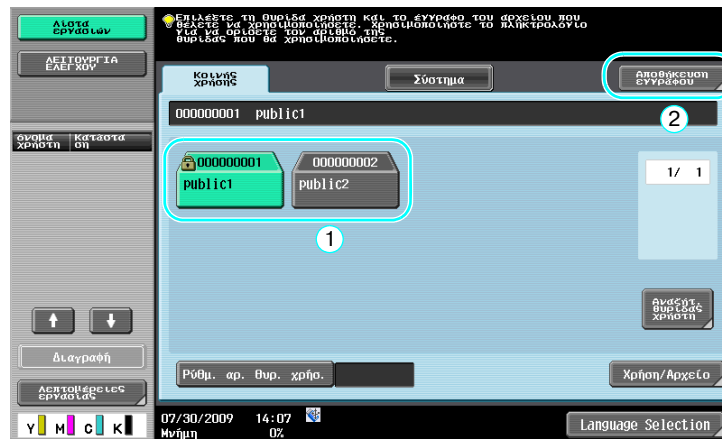 Λίστα
εργασιών
ΛΕΙΤΟΥΡΓΙΑ
ΕΛΕΓΧΟΥ
όνομα
χρήστη
Κατάστα
ση
Διαγραφή
Λεπτομέρειες
εργασίας
Y M C K
Επιλέξτε τη θυρίδα χρήστη και το έγγραφο του αρχείου που
θέλετε να χρησιμοποιήσετε. Χρησιμοποιήστε το πληκτρολόγιο
για να ορίσετε τον αριθμό της
θυρίδας που θα χρησιμοποιήσετε.
Κοινής
χρήσης
Σύστημα
Αποθήκευση
εγγράφου
2
000000001 public1
000000001
public1
000000002
public2
1/ 1
1
Αναζήτ.
θυρίδας
χρήστη
Ρύθμ. αρ. θυρ. χρήσ.
Χρήση/Αρχείο
07/30/2009 14:07
Μνήμη 0%
Language Selection